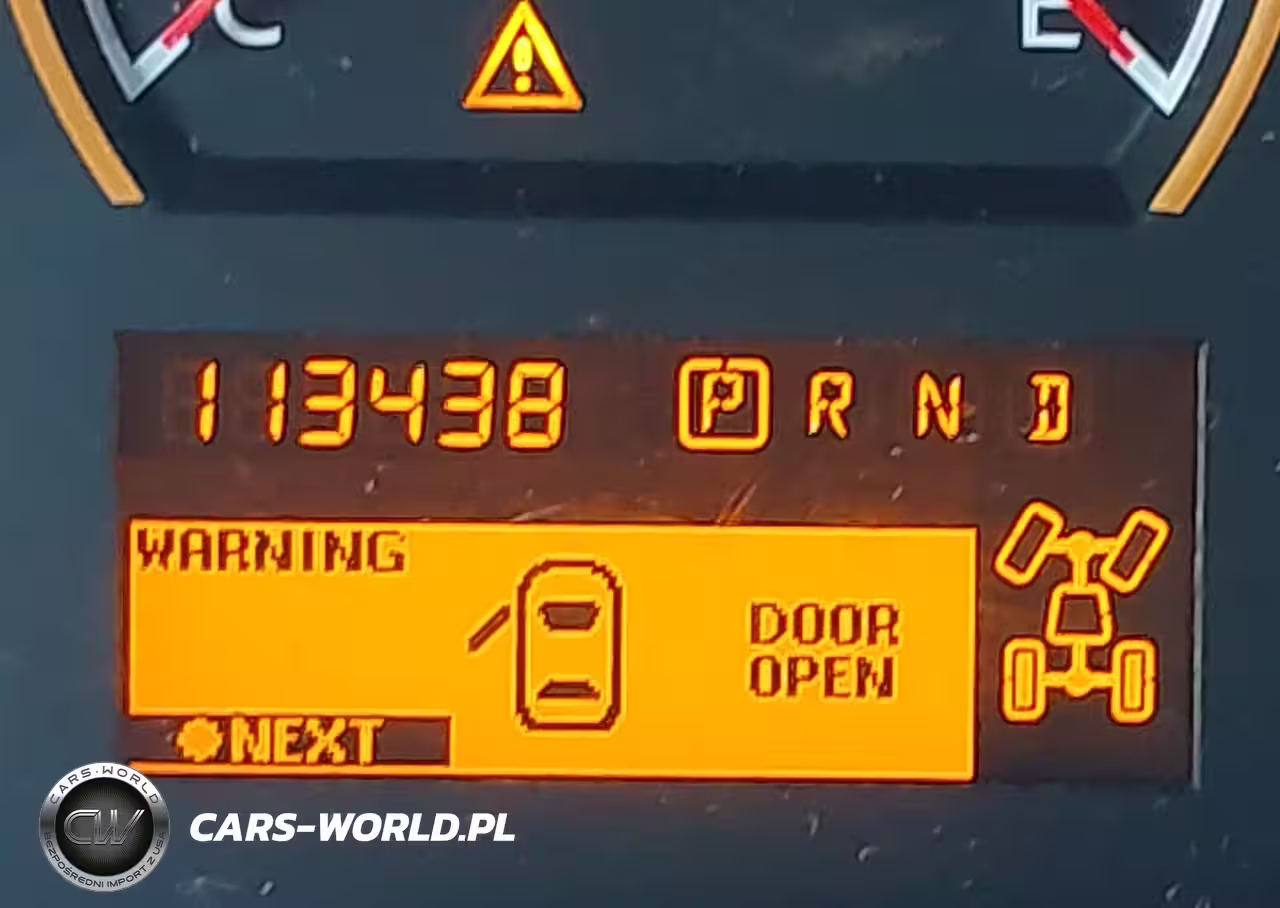 C
E
113438 P R N D
WARNING
DOOR
OPEN
NEXT
CARS-WORLD
CW
BEZPOŚREDNI IMPORT Z USA
CARS-WORLD.PL